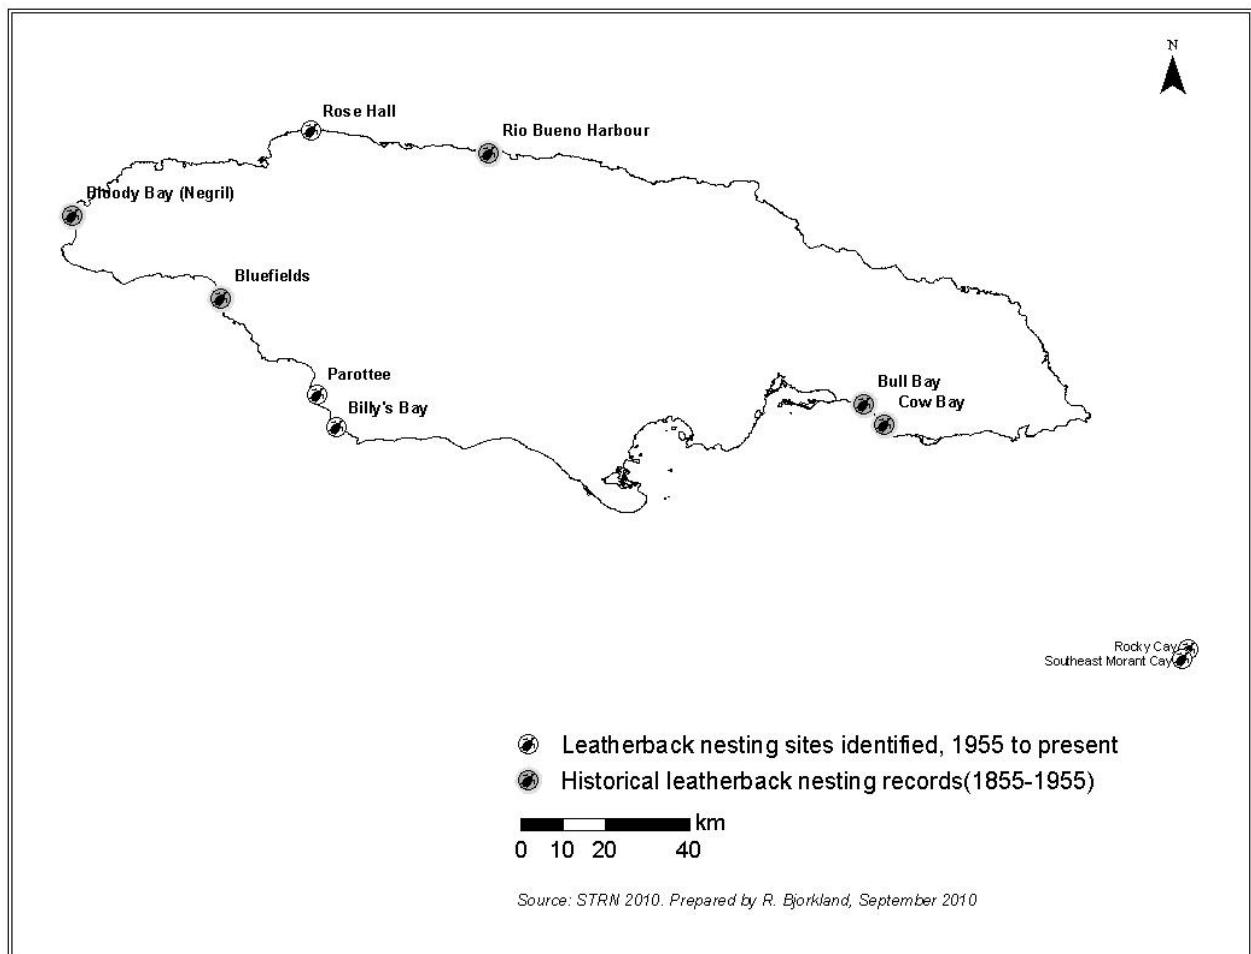 N
Rose Hall
Rio Bueno Harbour
Bloody Bay (Negril)
Bluefields
Parottee
Billy's Bay
Bull Bay
Cow Bay
Rocky Cay
Southeast Morant Cay
Leatherback nesting sites identified, 1955 to present
Historical leatherback nesting records(1855-1955)
km
0 10 20 40
Source: STRN 2010. Prepared by R. Bjorkland, September 2010